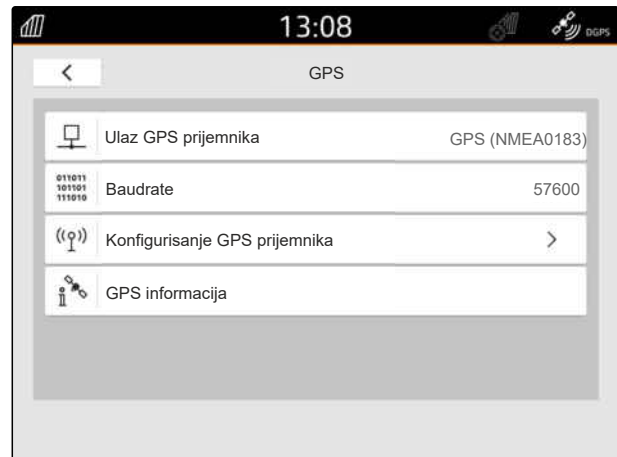 13:08
DGPS
GPS
Ulaz GPS prijemnika GPS (NMEA0183)
011011
101101
111010
Baudrate 57600
Konfigurisanje GPS prijemnika
GPS informacija